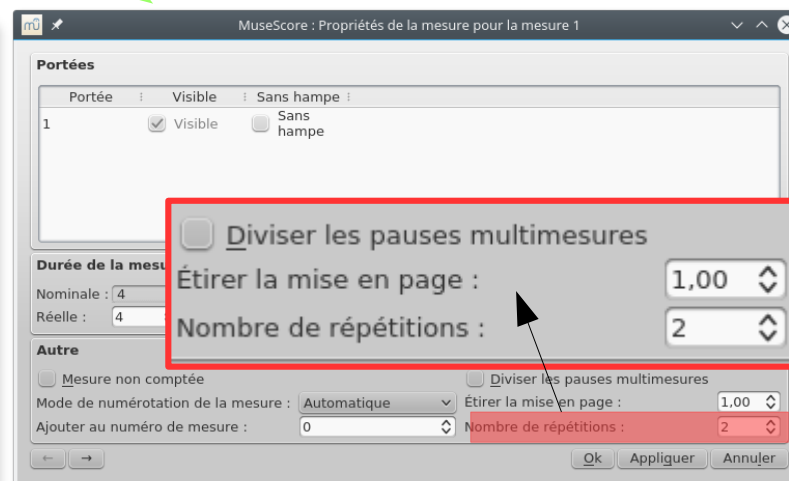 MuseScore : Propriétés de la mesure pour la mesure 1
Portées
Portée Visible Sans hampe
1 Visible Sans hampe
Durée de la mesu
Nominale : 4
Réelle : 4
Diviser les pauses multimesures
Étirer la mise en page : 1,00
Nombre de répétitions : 2
Autre
Mesure non comptée Diviser les pauses multimesures
Mode de numérotation de la mesure : Automatique Étirer la mise en page : 1,00
Ajouter au numéro de mesure : 0 Nombre de répétitions : 2
← → Ok Appliquer Annuler